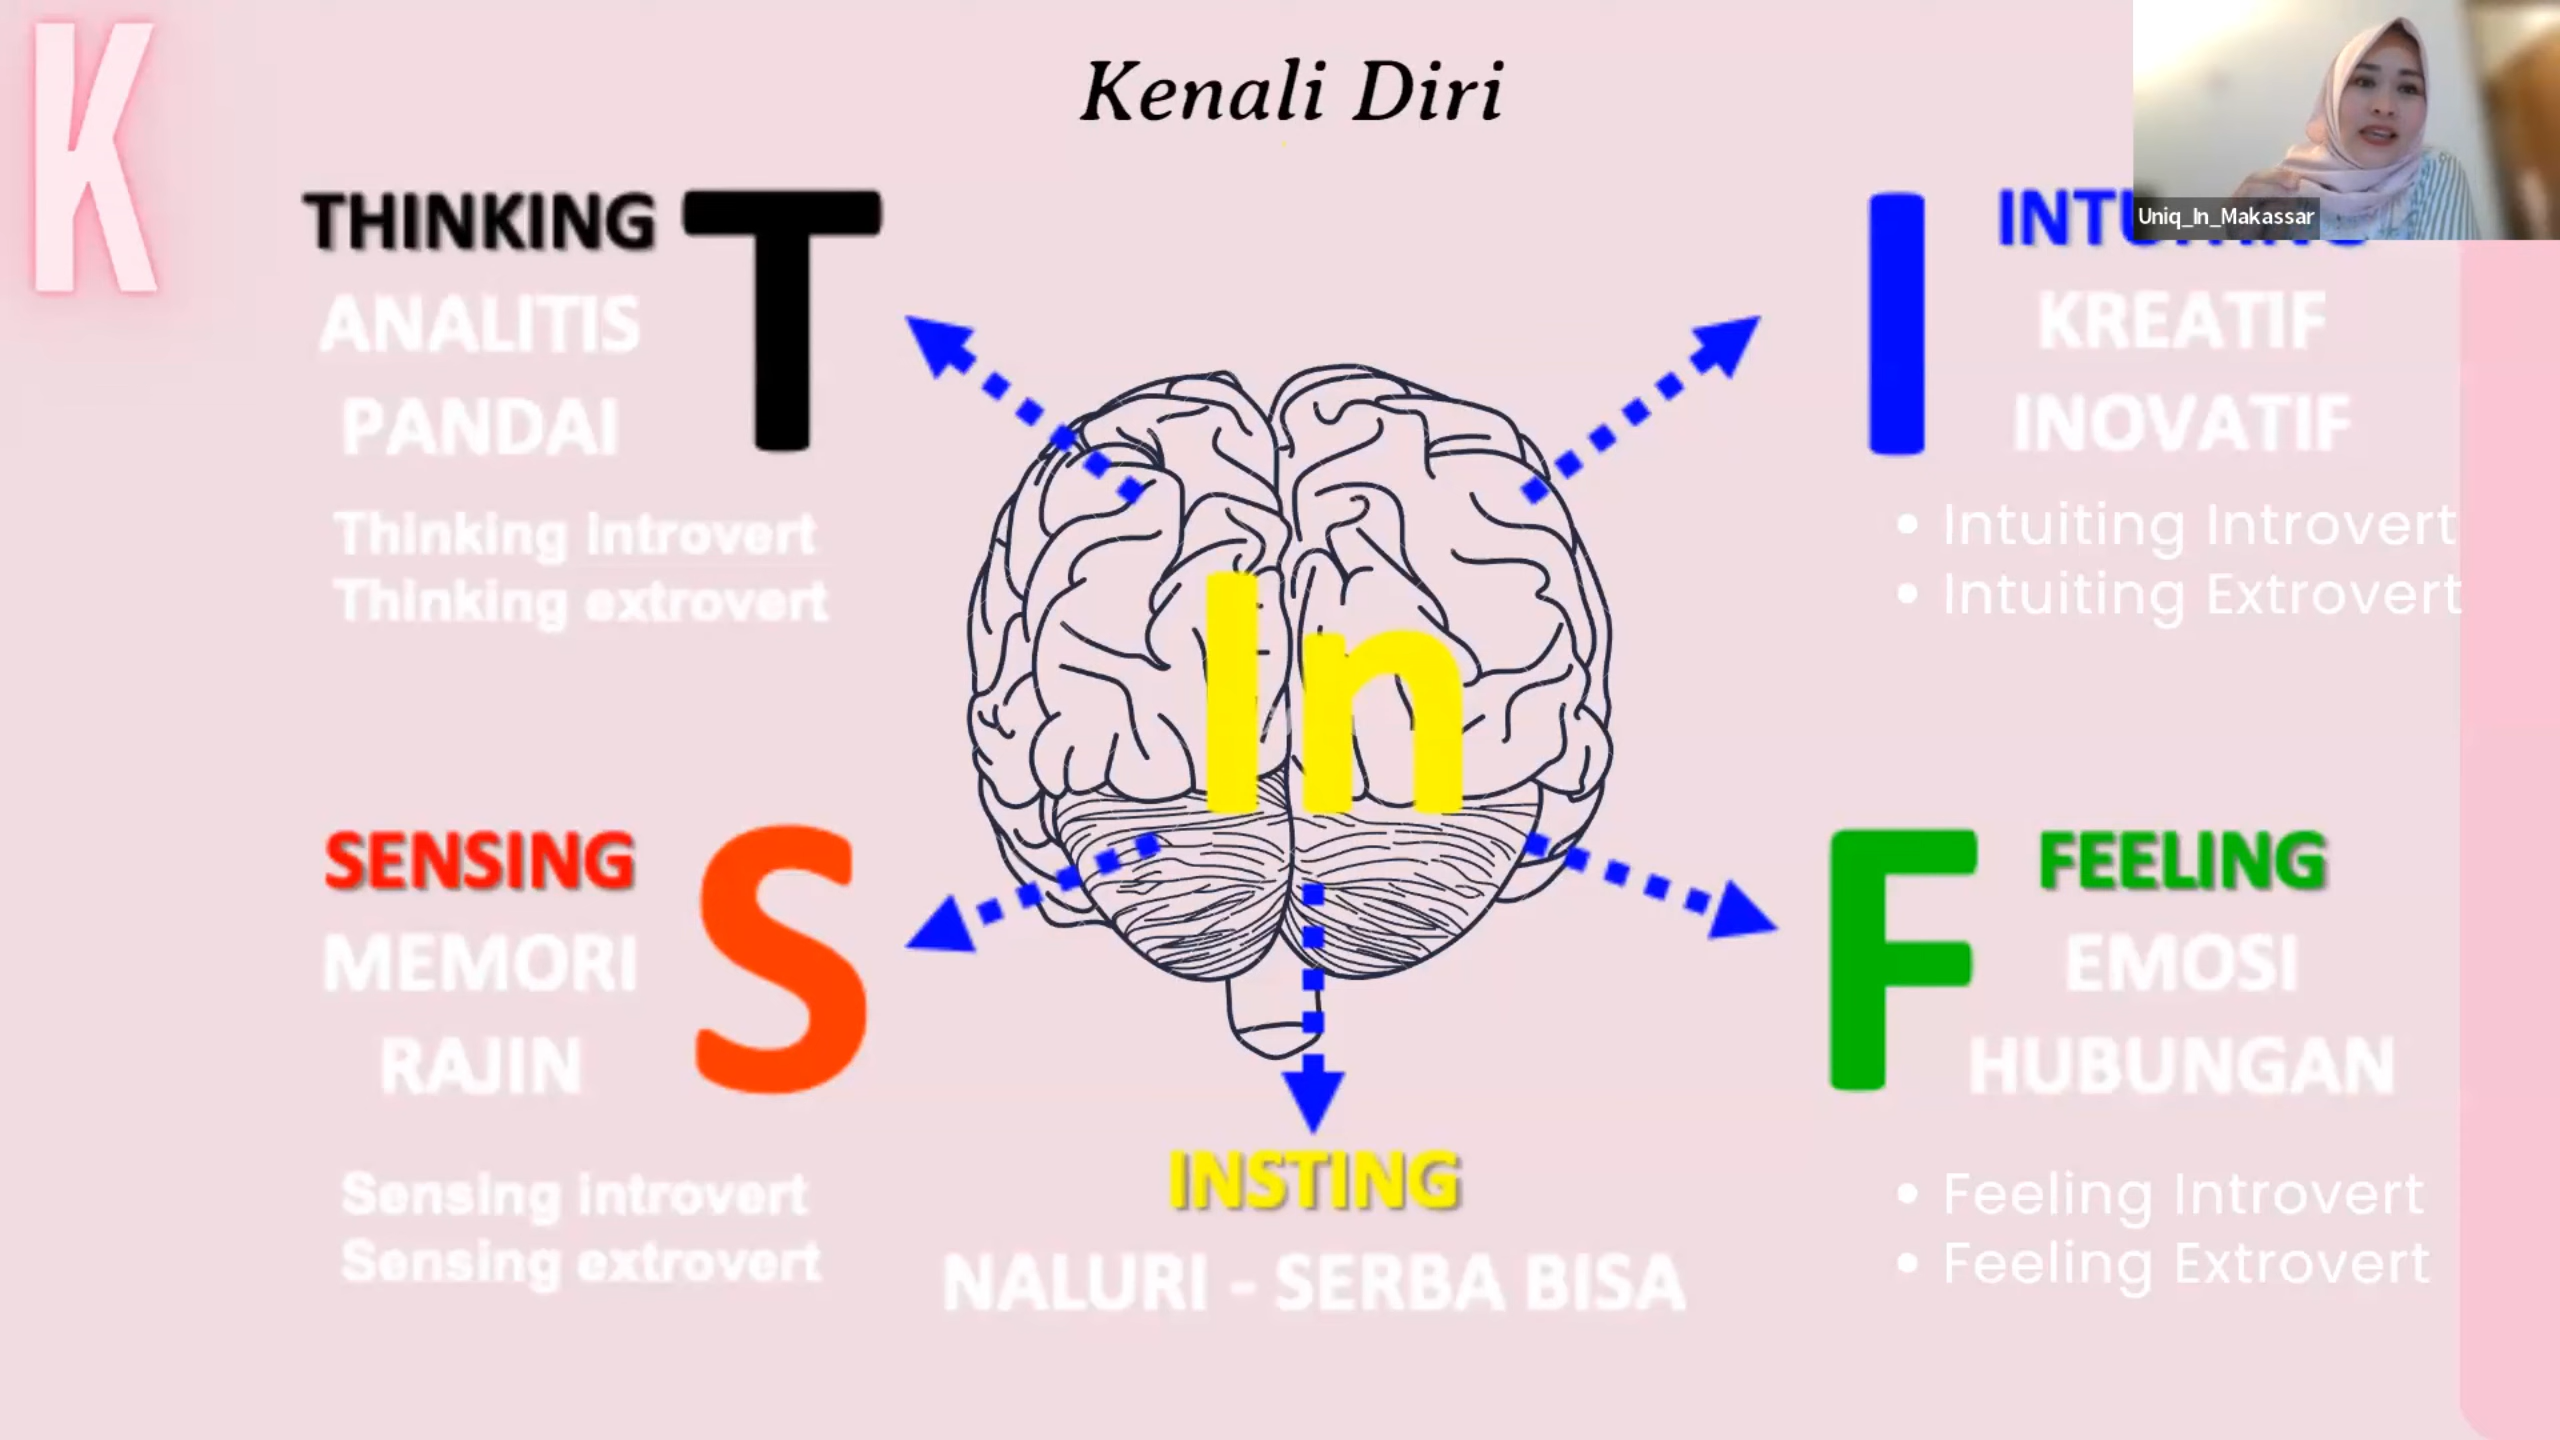 K
Kenali Diri
Uniq_In_Makassar
THINKING
T
ANALITIS
PANDAI
Thinking introvert
Thinking extrovert
I
KREATIF
INOVATIF
• Intuiting Introvert
• Intuiting Extrovert
In
SENSING
S
MEMORI
RAJIN
Sensing introvert
Sensing extrovert
F
FEELING
EMOSI
HUBUNGAN
• Feeling Introvert
• Feeling Extrovert
INSTING
NALURI - SERBA BISA